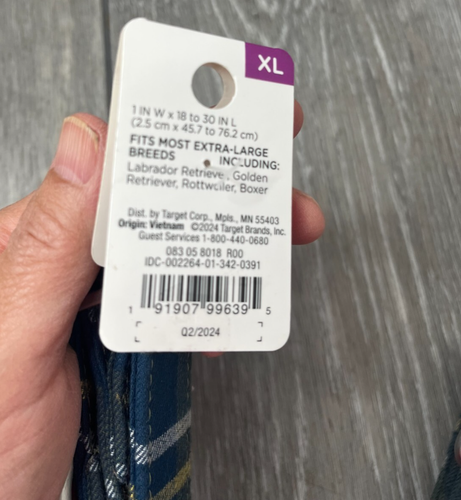 XL
1 IN W x 18 to 30 IN L
(2.5 cm x 45.7 to 76.2 cm)
FITS MOST EXTRA-LARGE
BREEDS INCLUDING:
Labrador Retriever, Golden
Retriever, Rottweiler, Boxer
Dist. by Target Corp., Mpls., MN 55403
Origin: Vietnam ©2024 Target Brands, Inc.
Guest Services 1-800-440-0680
083 05 8018 R00
IDC-002264-01-342-0391
1 91907 99639 5
Q2/2024